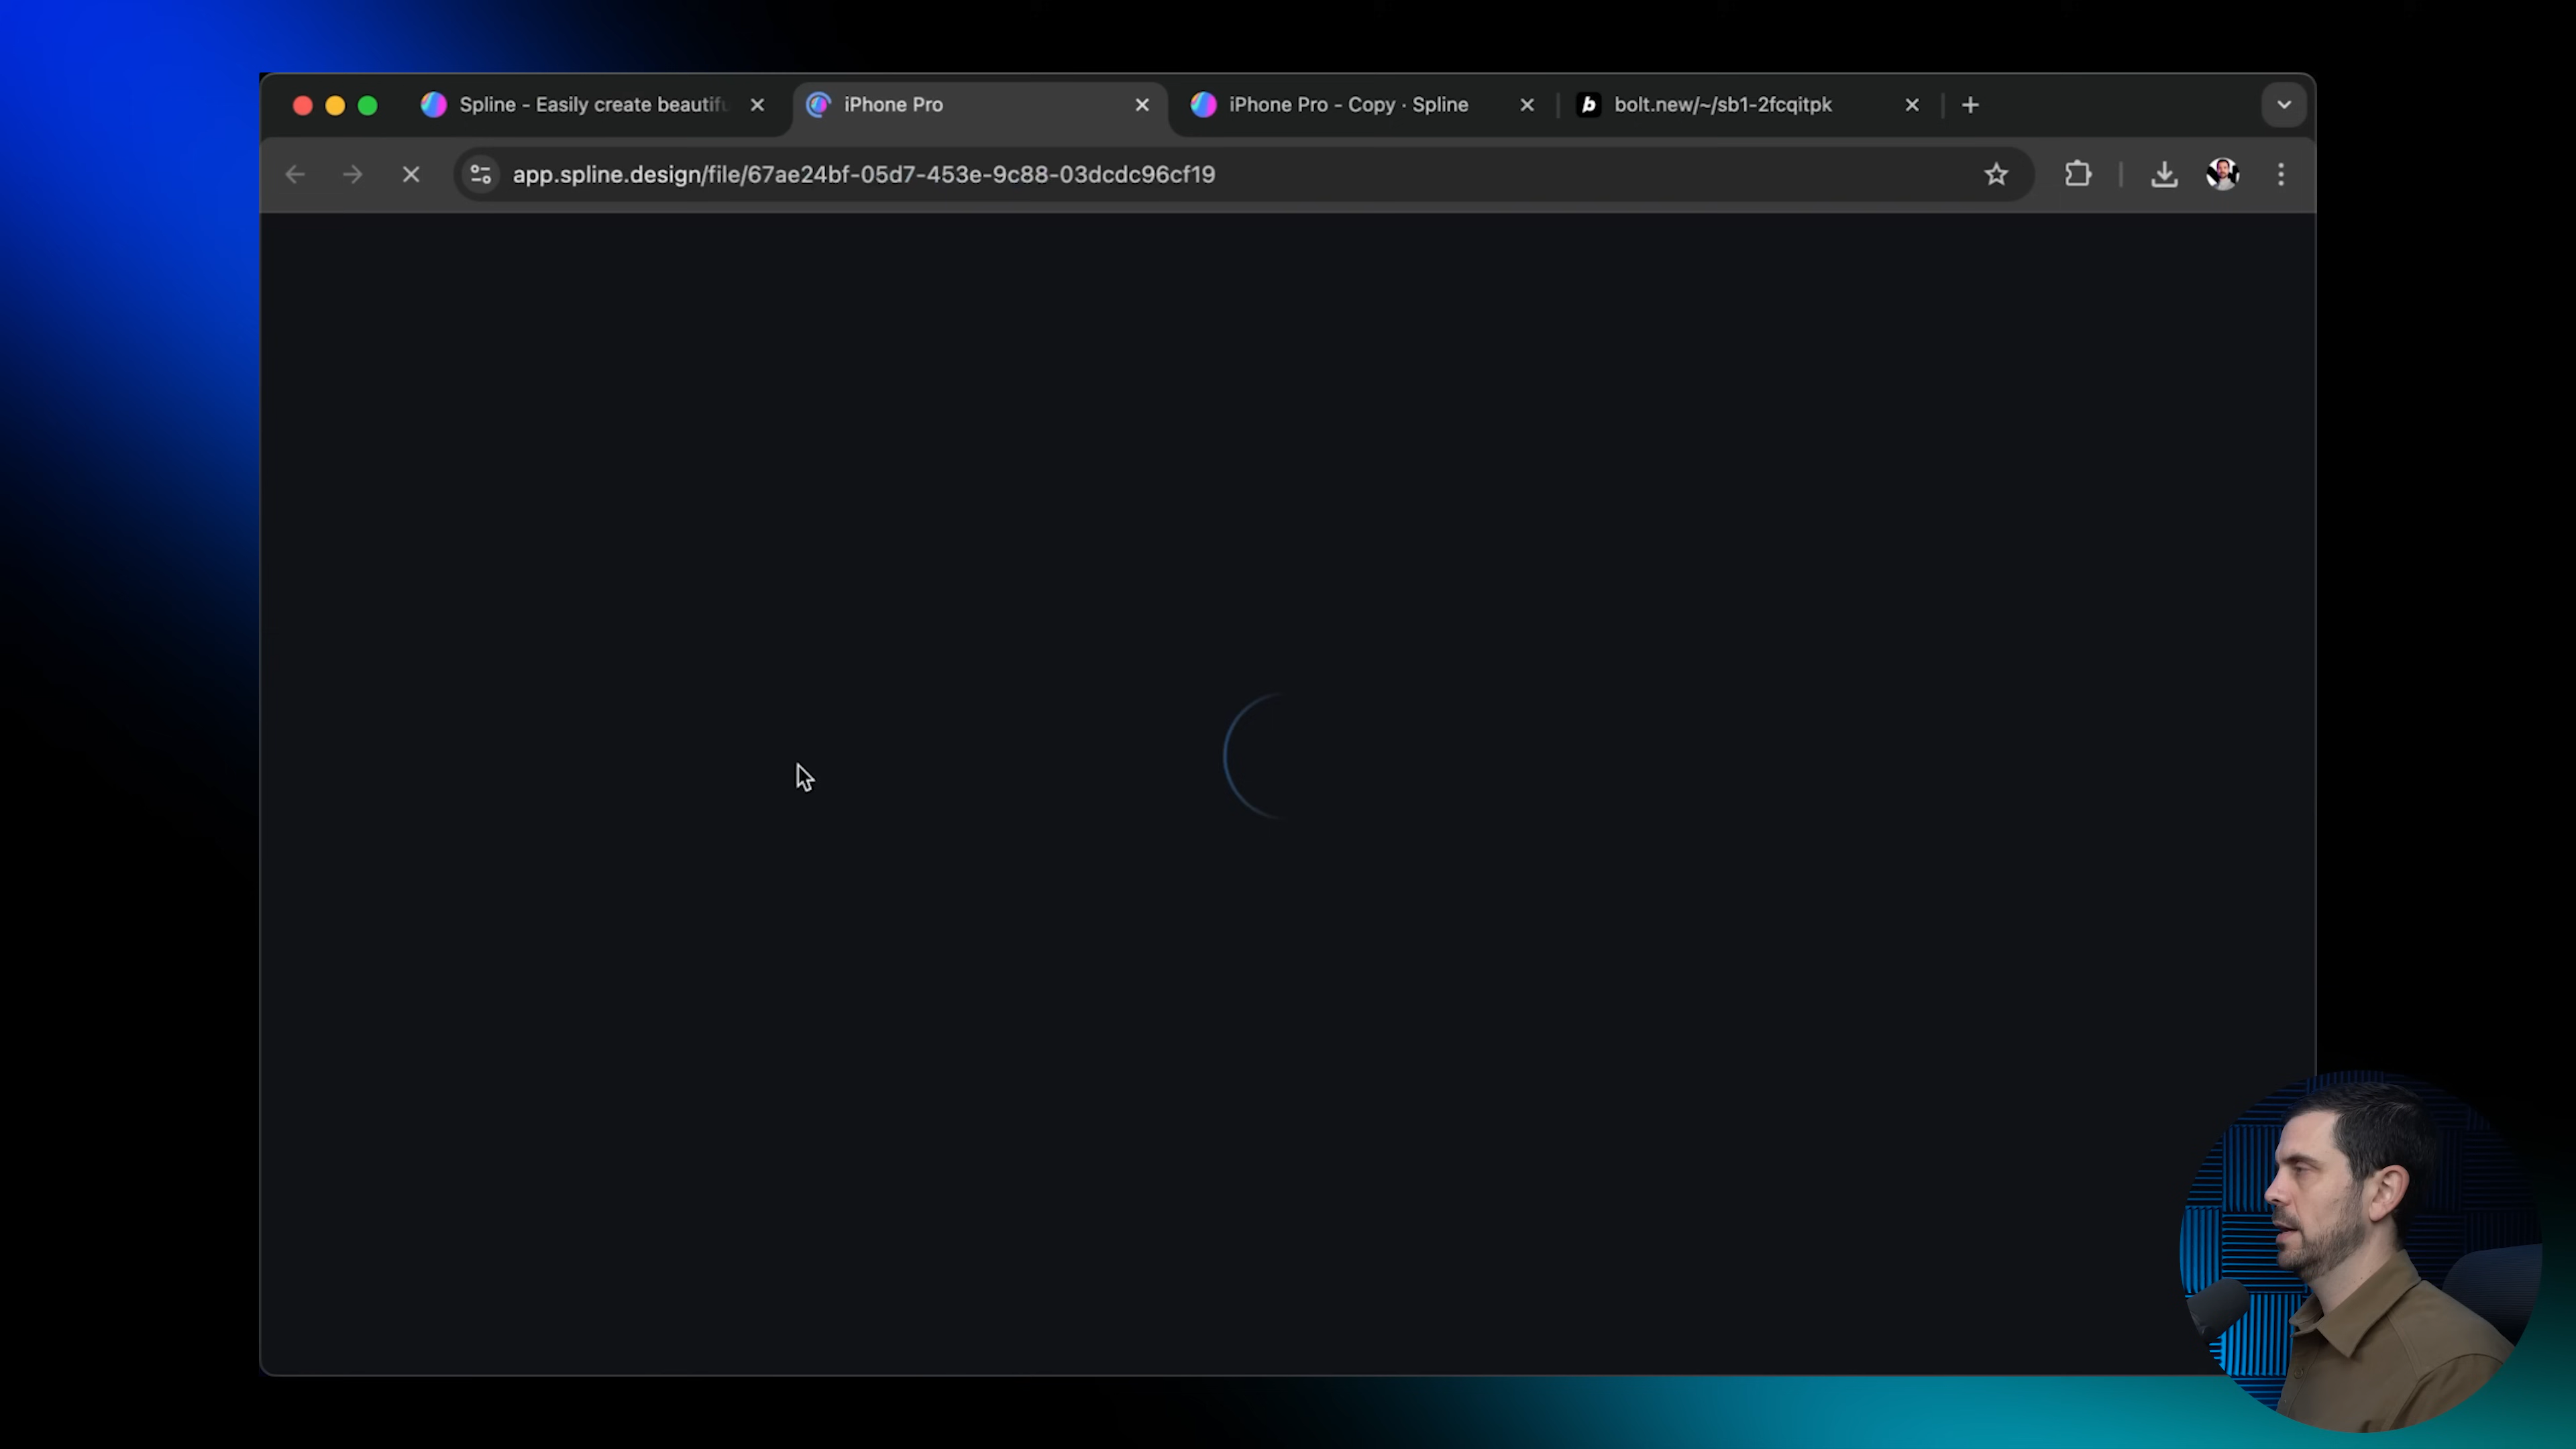 Spline - Easily create beautifu
iPhone Pro
iPhone Pro - Copy · Spline
b
bolt.new/~/sb1-2fcqitpk
app.spline.design/file/67ae24bf-05d7-453e-9c88-03dcdc96cf19